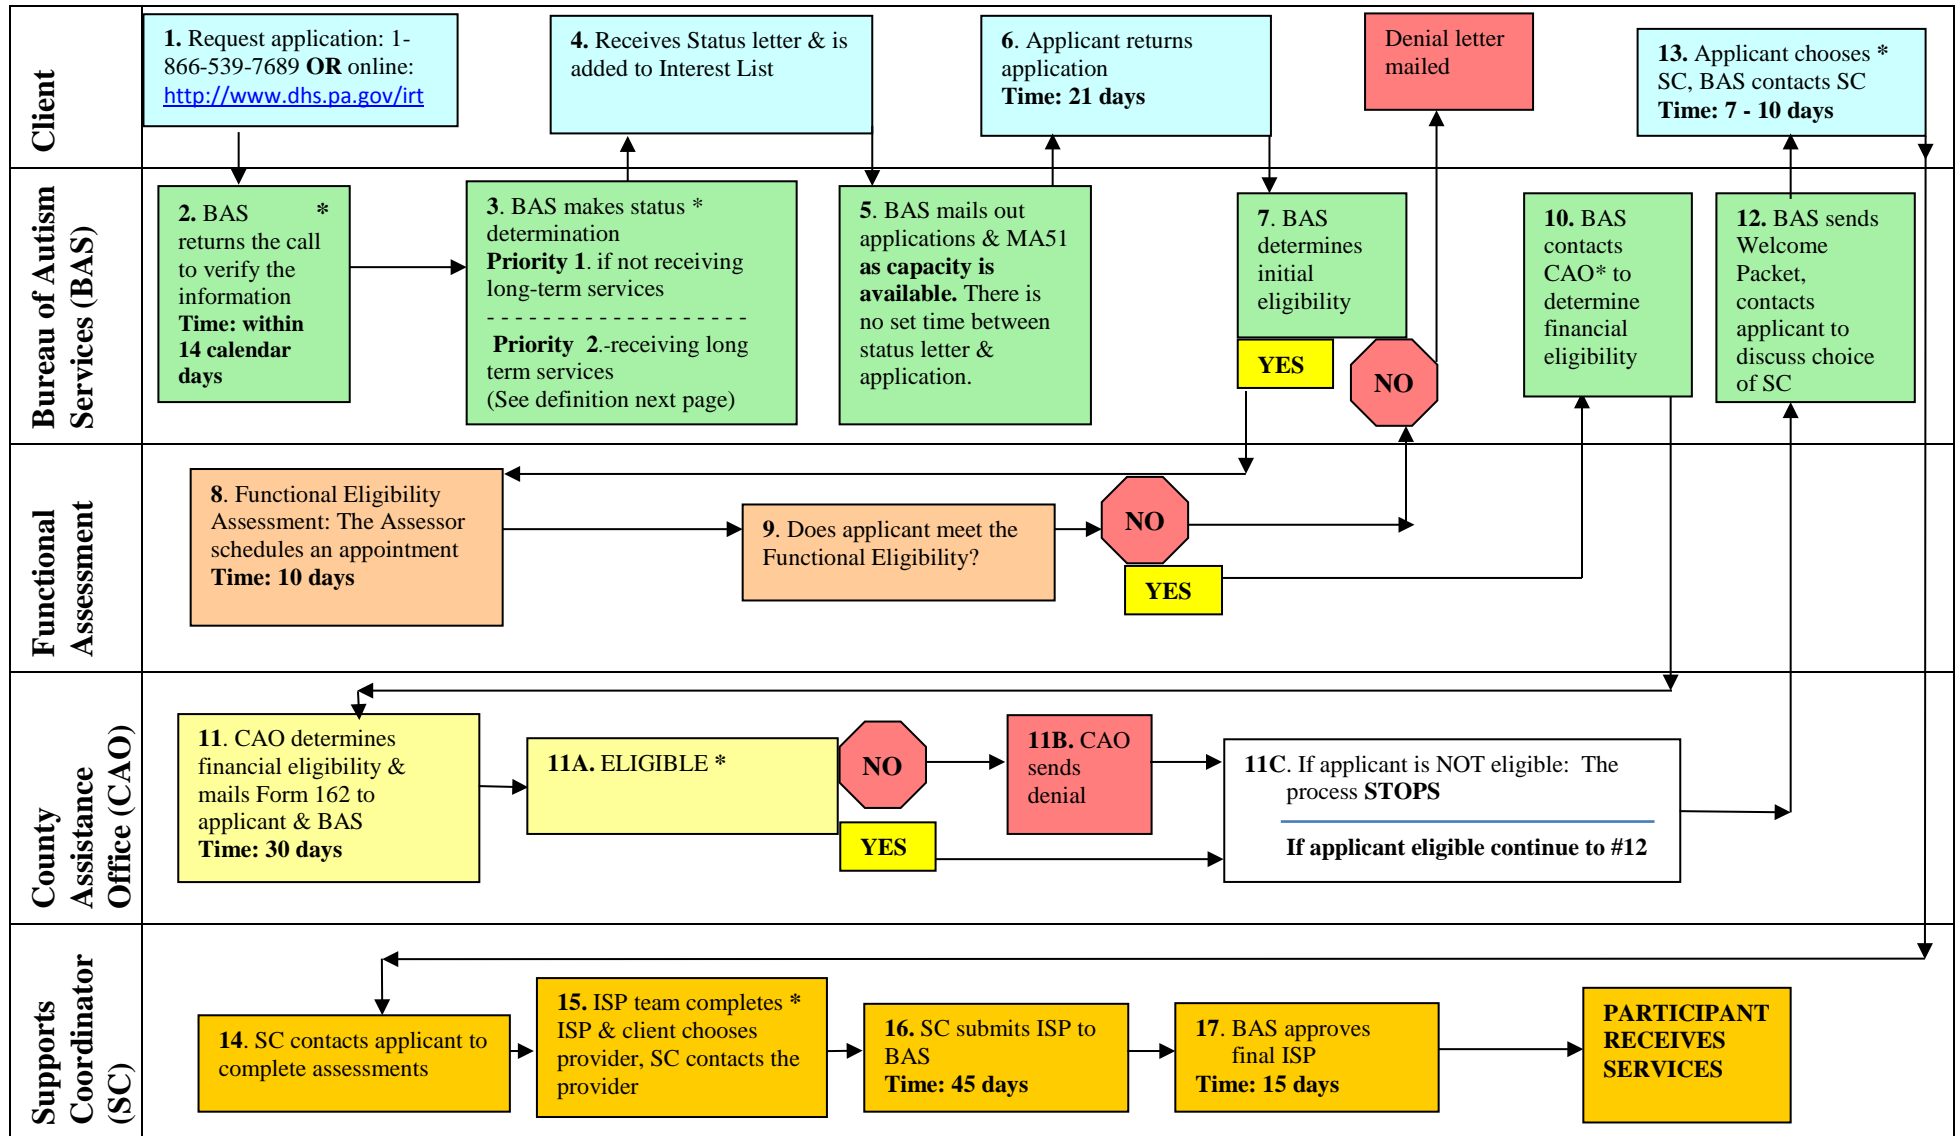 Client
1. Request application: 1-
866-539-7689 OR online:
http://www.dhs.pa.gov/irt
4. Receives Status letter & is
added to Interest List
6. Applicant returns
application
Time: 21 days
Denial letter
mailed
13. Applicant chooses *
SC, BAS contacts SC
Time: 7 - 10 days
Bureau of Autism
Services (BAS)
2. BAS *
returns the call
to verify the
information
Time: within
14 calendar
days
3. BAS makes status *
determination
Priority 1. if not receiving
long-term services
- - - - - - - - - - - - - - - - - - -
Priority 2.-receiving long
term services
(See definition next page)
5. BAS mails out
applications & MA51
as capacity is
available. There is
no set time between
status letter &
application.
7. BAS
determines
initial
eligibility
YES
NO
10. BAS
contacts
CAO* to
determine
financial
eligibility
12. BAS sends
Welcome
Packet,
contacts
applicant to
discuss choice
of SC
Functional
Assessment
8. Functional Eligibility
Assessment: The Assessor
schedules an appointment
Time: 10 days
9. Does applicant meet the
Functional Eligibility?
NO
YES
County
Assistance
Office (CAO)
11. CAO determines
financial eligibility &
mails Form 162 to
applicant & BAS
Time: 30 days
11A. ELIGIBLE *
NO
YES
11B. CAO
sends
denial
11C. If applicant is NOT eligible: The
process STOPS
If applicant eligible continue to #12
Supports
Coordinator
(SC)
14. SC contacts applicant to
complete assessments
15. ISP team completes *
ISP & client chooses
provider, SC contacts the
provider
16. SC submits ISP to
BAS
Time: 45 days
17. BAS approves
final ISP
Time: 15 days
PARTICIPANT
RECEIVES
SERVICES